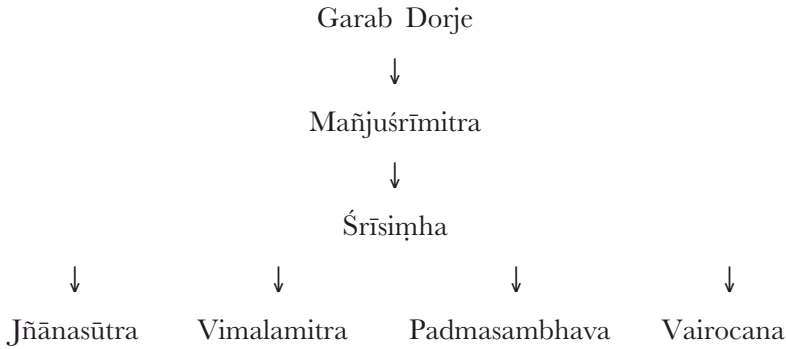 Garab Dorje
↓
Mañjuśrīmitra
↓
Śrīsiṃha
↓ ↓ ↓ ↓
Jñānasūtra Vimalamitra Padmasambhava Vairocana